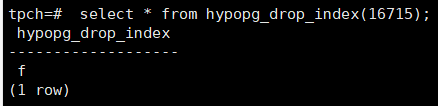 tpch=#  select * from hypopg_drop_index(16715);
 hypopg_drop_index
-------------------
 f
(1 row)